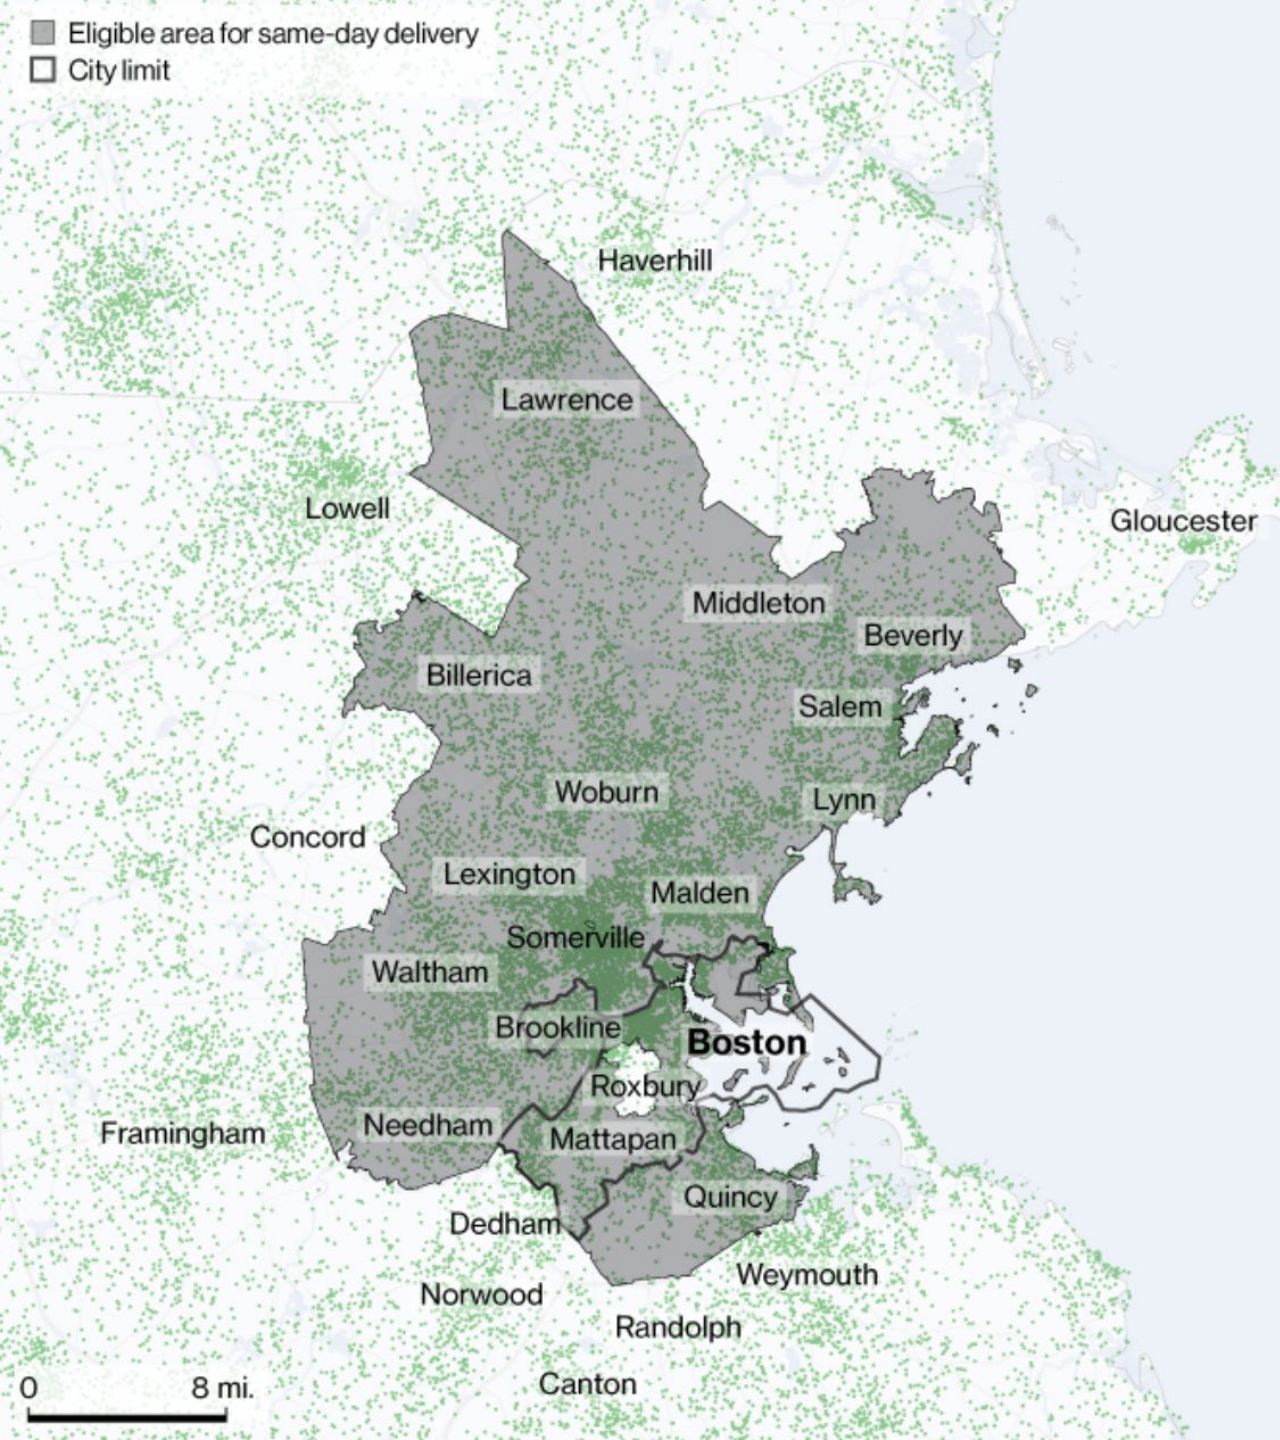 Eligible area for same-day delivery
City limit
Haverhill
Lawrence
Lowell
Gloucester
Middleton
Beverly
Billerica
Salem
Woburn
Lynn
Concord
Lexington
Malden
Somerville
Waltham
Brookline
Boston
Roxbury
Needham
Framingham
Mattapan
Quincy
Dedham
Weymouth
Norwood
Randolph
Canton
0 8 mi.